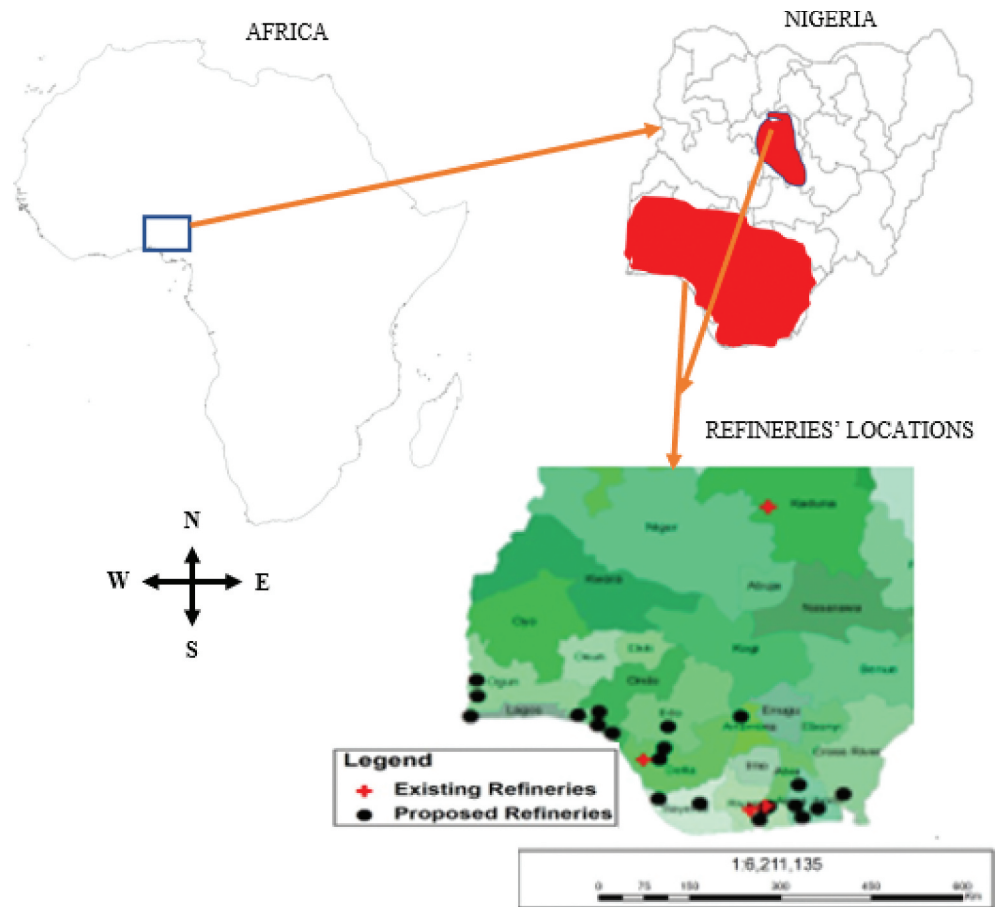 AFRICA
NIGERIA
REFINERIES' LOCATIONS
N
W
E
S
Kaduna
Niger
Kwara
Abuja
Nasarawa
Oyo
Kogi
Benue
Osun
Ekiti
Ogun
Ondo
Lagos
Edo
Enugu
Anambra
Ebonyi
Cross River
Delta
Imo
Abia
Legend
Existing Refineries
Proposed Refineries
1:6,211,135
0 75 150 300 450 600
Km